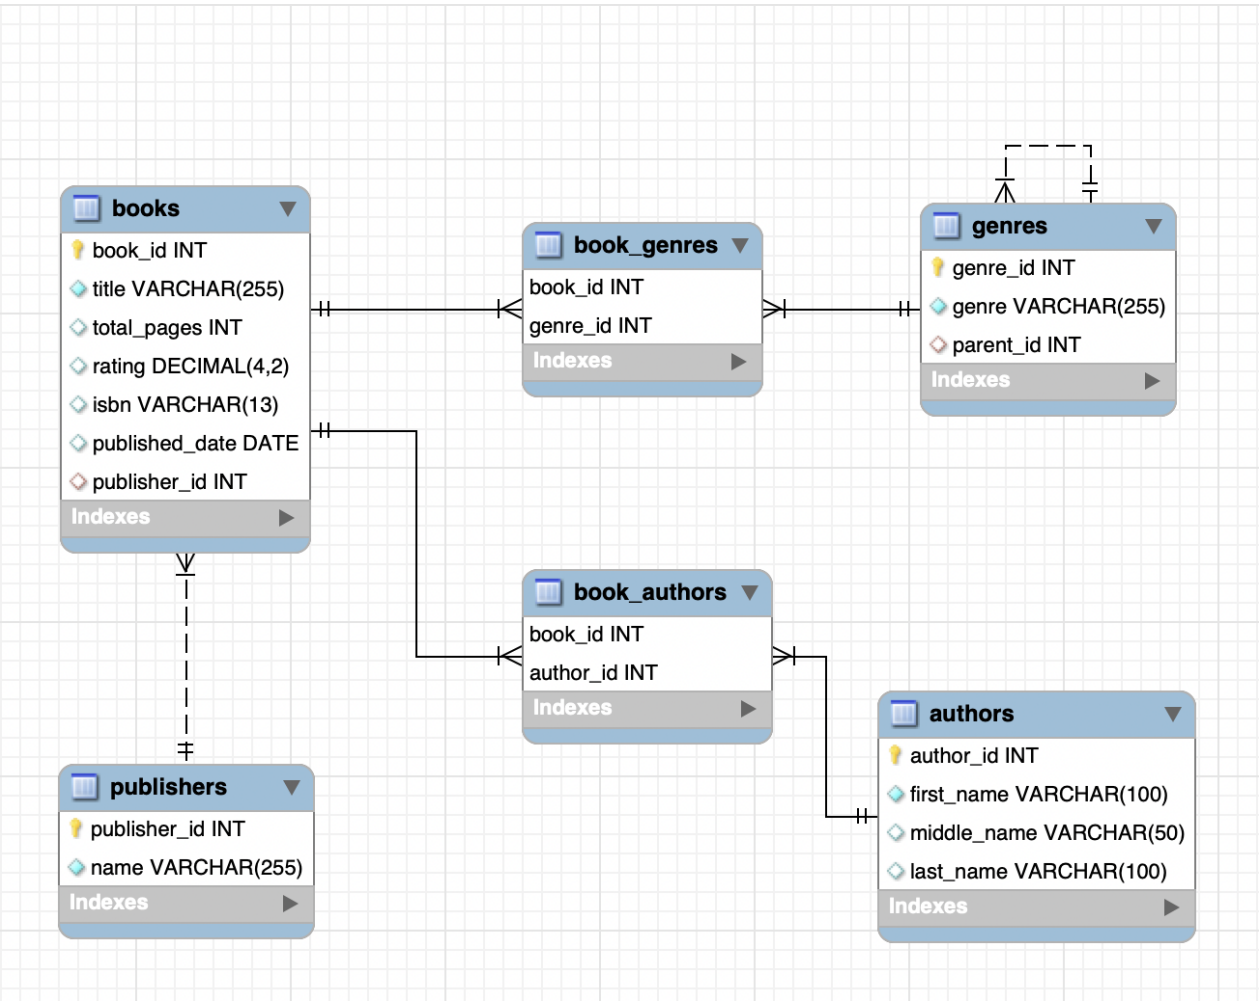 books
book_id INT
title VARCHAR(255)
total_pages INT
rating DECIMAL(4,2)
isbn VARCHAR(13)
published_date DATE
publisher_id INT
Indexes
book_genres
book_id INT
genre_id INT
Indexes
genres
genre_id INT
genre VARCHAR(255)
parent_id INT
Indexes
book_authors
book_id INT
author_id INT
Indexes
publishers
publisher_id INT
name VARCHAR(255)
Indexes
authors
author_id INT
first_name VARCHAR(100)
middle_name VARCHAR(50)
last_name VARCHAR(100)
Indexes